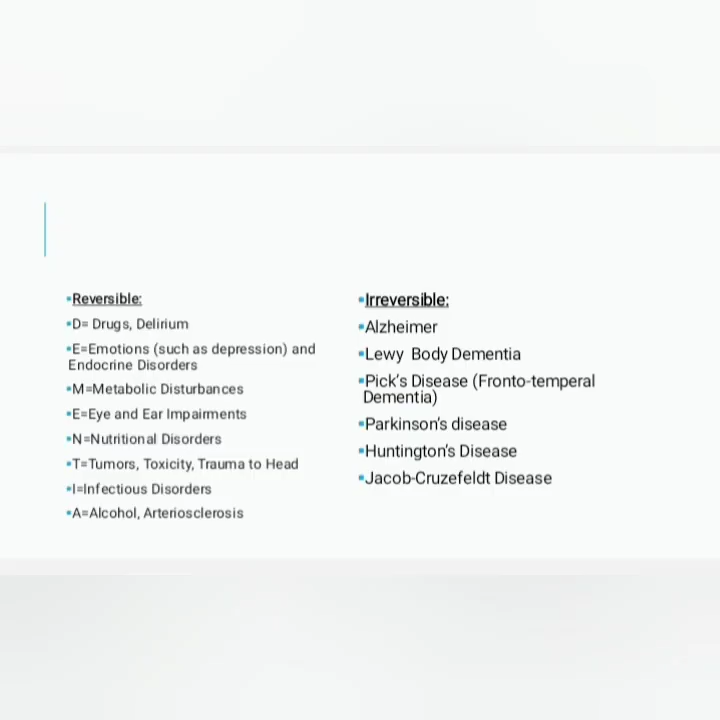 ▪Reversible:
▪D= Drugs, Delirium
▪E=Emotions (such as depression) and
Endocrine Disorders
▪M=Metabolic Disturbances
▪E=Eye and Ear Impairments
▪N=Nutritional Disorders
▪T=Tumors, Toxicity, Trauma to Head
▪I=Infectious Disorders
▪A=Alcohol, Arteriosclerosis
▪Irreversible:
▪Alzheimer
▪Lewy Body Dementia
▪Pick's Disease (Fronto-temperal
Dementia)
▪Parkinson's disease
▪Huntington's Disease
▪Jacob-Cruzefeldt Disease